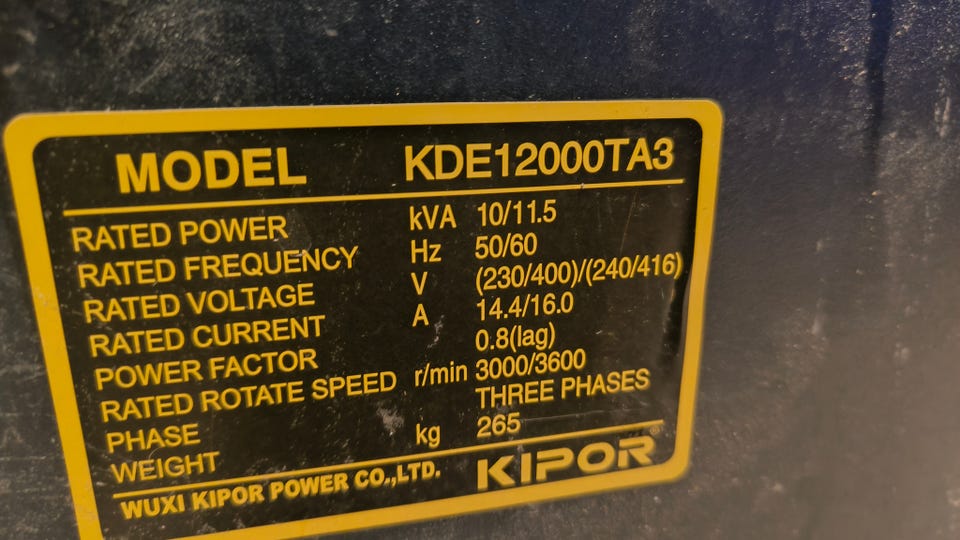 MODEL KDE12000TA3
RATED POWER kVA 10/11.5
RATED FREQUENCY Hz 50/60
RATED VOLTAGE V (230/400)/(240/416)
RATED CURRENT A 14.4/16.0
POWER FACTOR 0.8(lag)
RATED ROTATE SPEED r/min 3000/3600
PHASE THREE PHASES
WEIGHT kg 265
WUXI KIPOR POWER CO.,LTD. KIPOR®